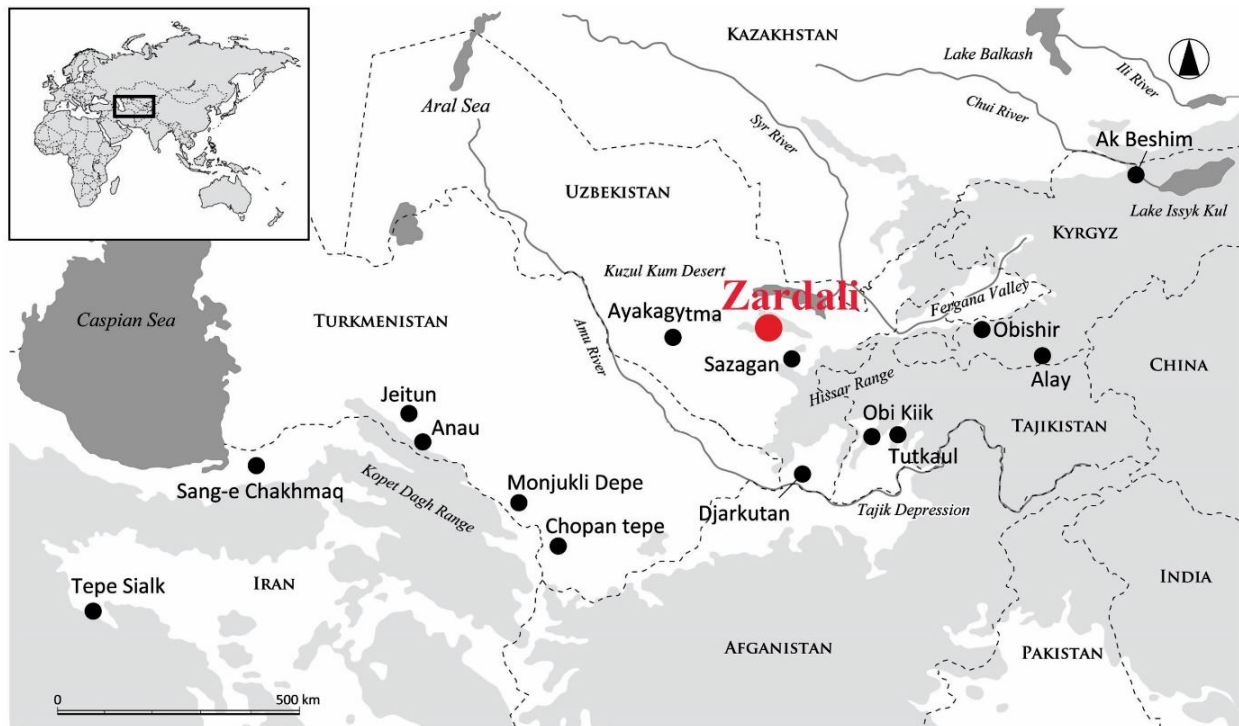 KAZAKHSTAN
Lake Balkash
Ili River
Aral Sea
Syr River
Chui River
Ak Beshim
UZBEKISTAN
Lake Issyk Kul
KYRGYZ
Kuzul Kum Desert
Zardali
Fergana Valley
Caspian Sea
TURKMENISTAN
Ayakagytma
Obishir
Amu River
Sazagan
Alay
CHINA
Hissar Range
Jeitun
Obi Kiik
TAJIKISTAN
Anau
Tutkaul
Sang-e Chakhmaq
Monjukli Depe
Kopet Dagh Range
Djarkutan
Tajik Depression
Chopan tepe
Tepe Sialk
IRAN
INDIA
AFGANISTAN
PAKISTAN
0 500 km